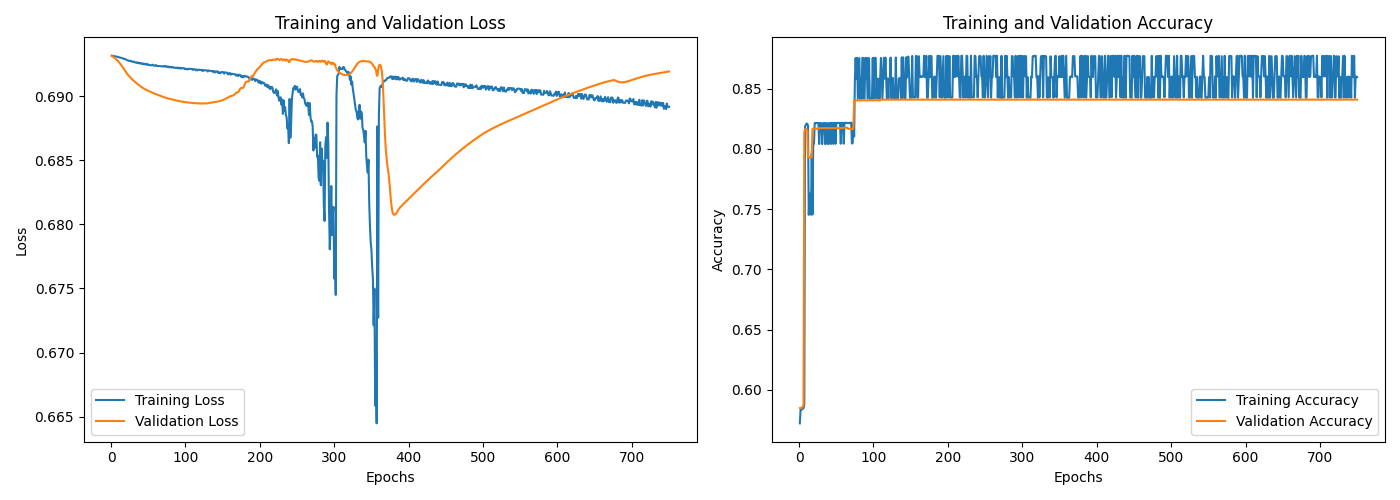 Training and Validation Loss
0.690
0.685
0.680
0.675
0.670
0.665
Loss
Training Loss
Validation Loss
0 100 200 300 400 500 600 700
Epochs
Training and Validation Accuracy
0.85
0.80
0.75
0.70
0.65
0.60
Accuracy
Training Accuracy
Validation Accuracy
0 100 200 300 400 500 600 700
Epochs